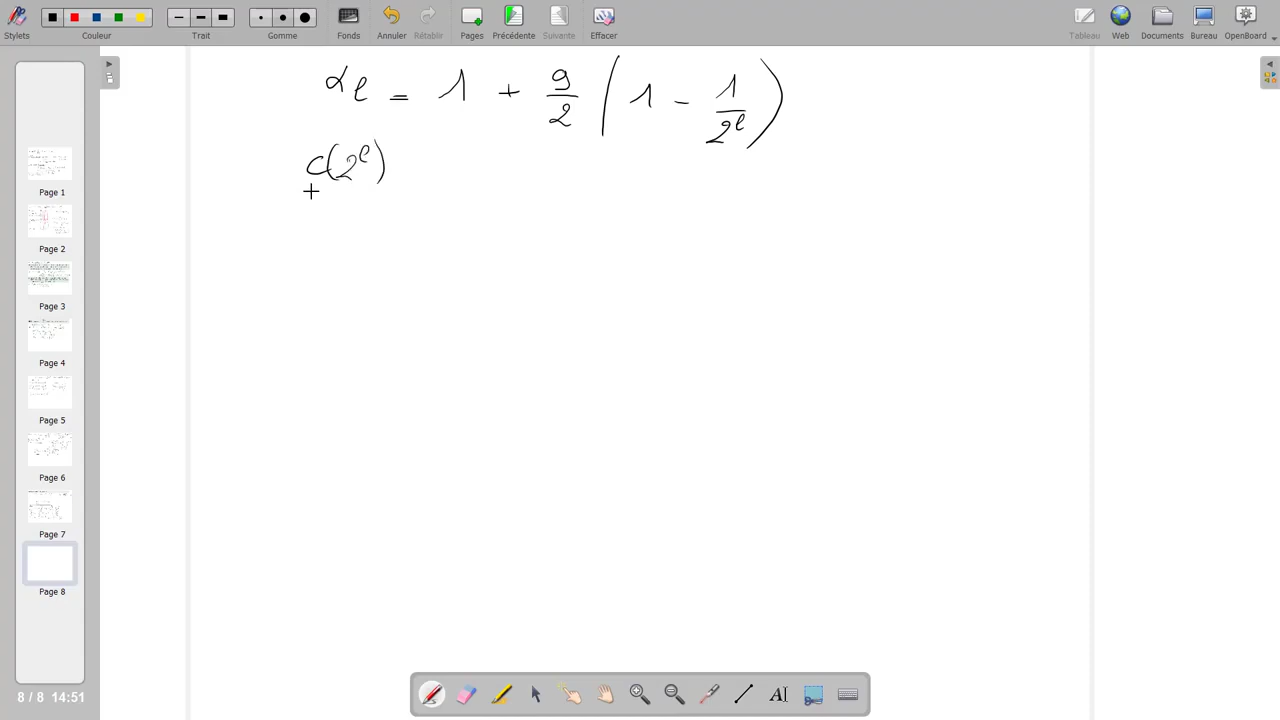 Stylets Couleur Trait Gomme Fonds Annuler Rétablir Pages Précédente Suivante Effacer Tableau Web Documents Bureau OpenBoard
αℓ = 1 + 9/2 ( 1 - 1/2^ℓ )
C(2^ℓ)
Page 1
Page 2
Page 3
Page 4
Page 5
Page 6
Page 7
Page 8
8 / 8 14:51
AI